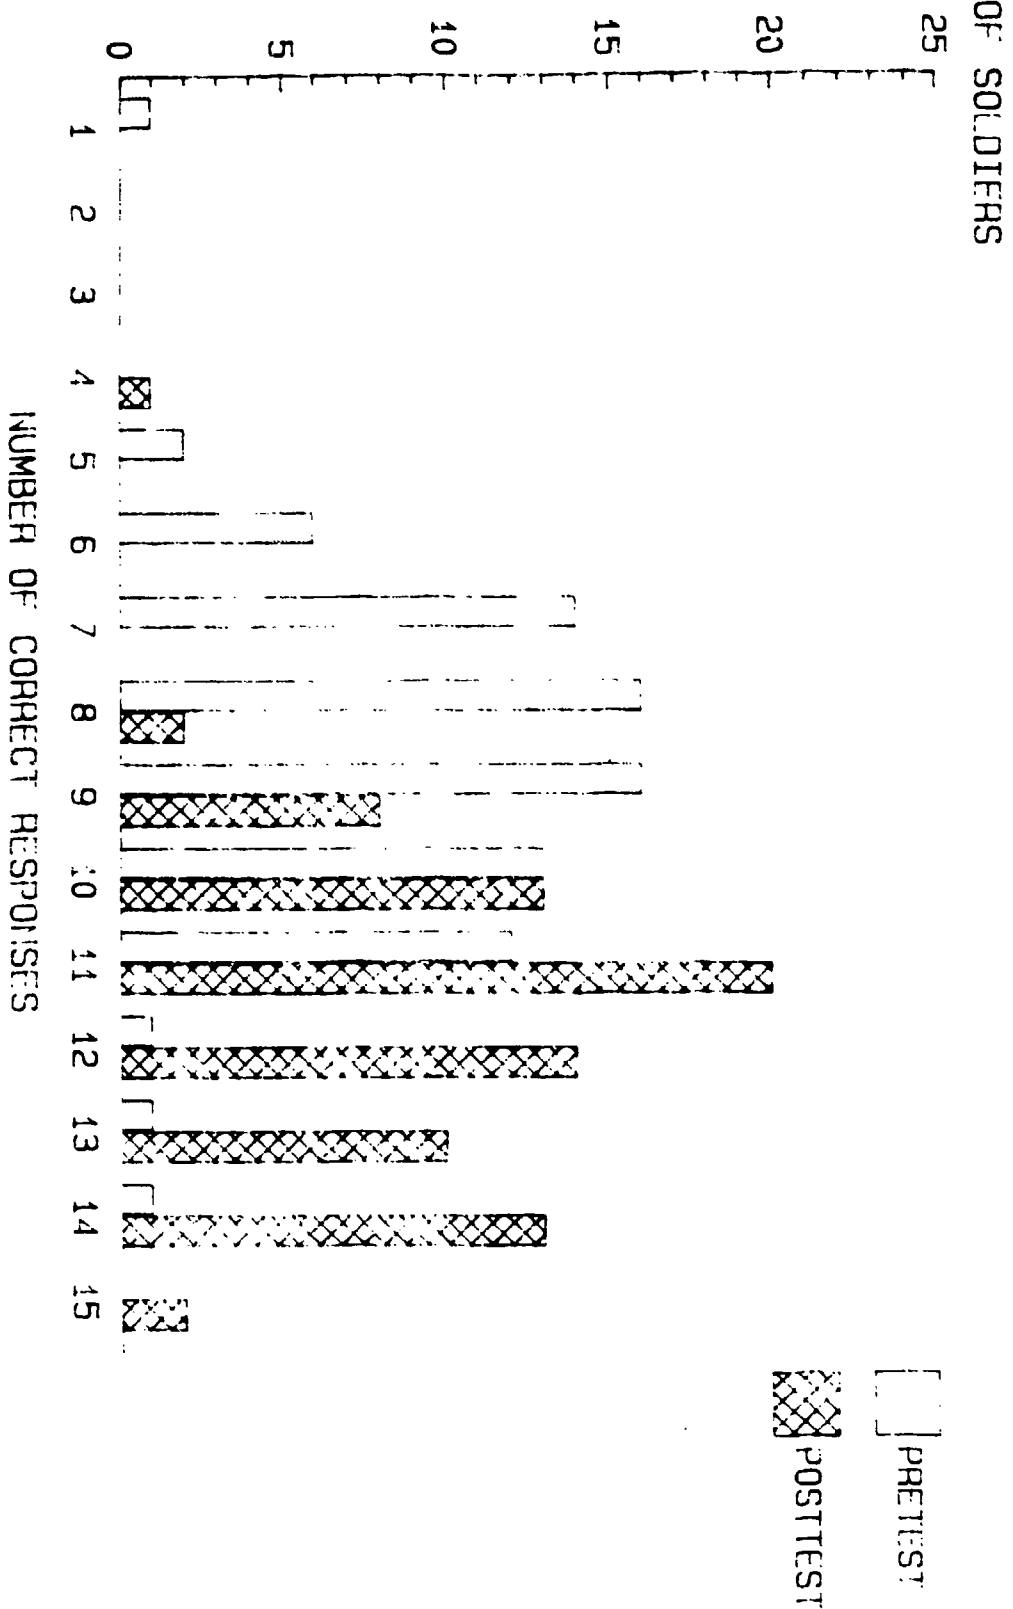 OF SOLDIERS
25
20
15
10
5
0
1 2 3 4 5 6 7 8 9 10 11 12 13 14 15
NUMBER OF CORRECT RESPONSES
PRETEST
POSTTEST